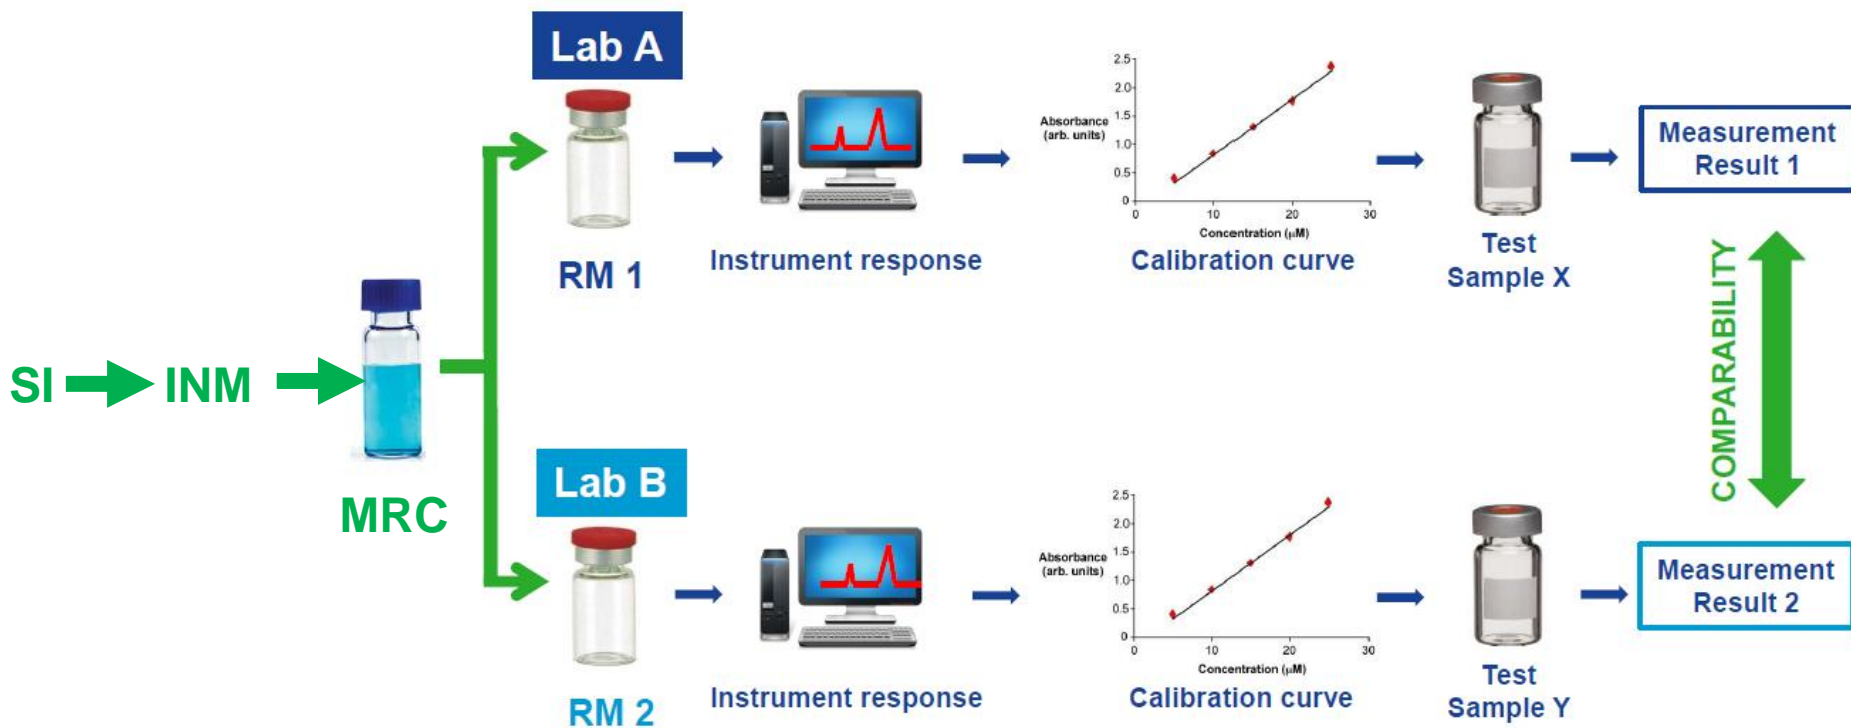 Lab A
RM 1
Instrument response
2.5
2.0
1.5
1.0
0.5
0
Absorbance
(arb. units)
0 10 20 30
Concentration (µM)
Calibration curve
Test
Sample X
Measurement
Result 1
SI
INM
MRC
COMPARABILITY
Lab B
RM 2
Instrument response
2.5
2.0
1.5
1.0
0.5
0
Absorbance
(arb. units)
0 10 20 30
Concentration (µM)
Calibration curve
Test
Sample Y
Measurement
Result 2